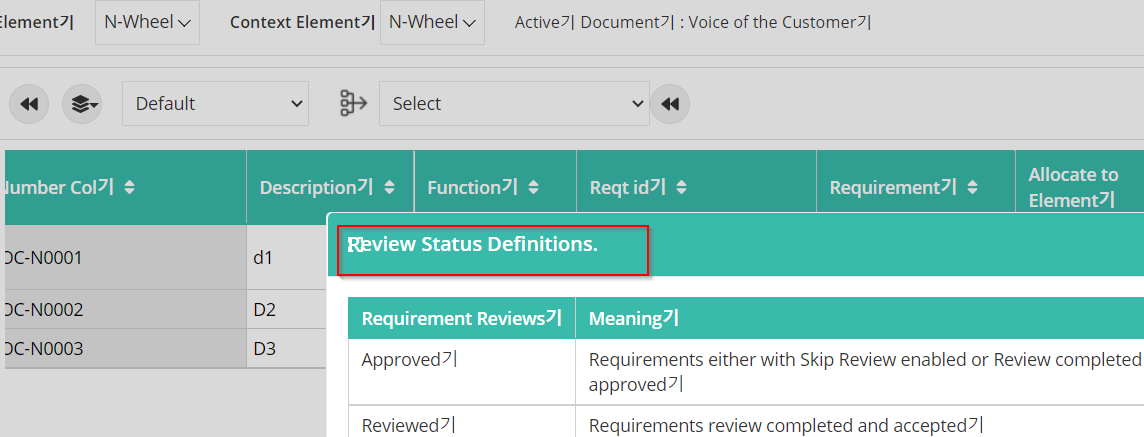 Element기 N-Wheel Context Element기 N-Wheel Active기 Document기 : Voice of the Customer기
Default Select
Number Col기 Description기 Function기 Reqt id기 Requirement기 Allocate to
Element기
OC-N0001 d1
OC-N0002 D2
OC-N0003 D3
Review Status Definitions.
Requirement Reviews기 Meaning기
Approved기 Requirements either with Skip Review enabled or Review completed
approved기
Reviewed기 Requirements review completed and accepted기